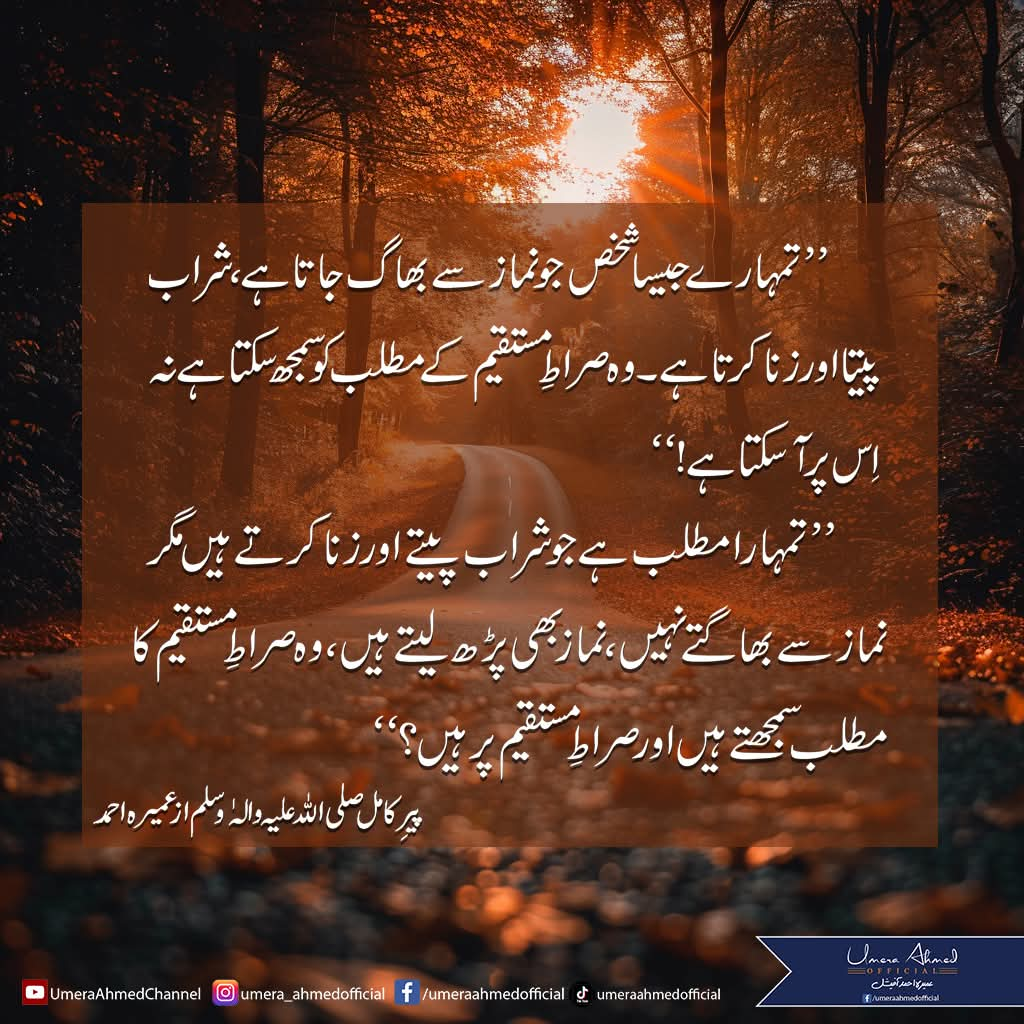 ’’تمہارے جیسا شخص جو نماز سے بھاگ جاتا ہے، شراب
پیتا اور زنا کرتا ہے۔ وہ صراطِ مستقیم کے مطلب کو سمجھ سکتا ہے نہ
اِس پر آ سکتا ہے!‘‘
’’تمہارا مطلب ہے جو شراب پیتے اور زنا کرتے ہیں مگر
نماز سے بھاگتے نہیں، نماز بھی پڑھ لیتے ہیں، وہ صراطِ مستقیم کا
مطلب سمجھتے ہیں اور صراطِ مستقیم پر ہیں؟‘‘
پیرِ کامل صلی اللہ علیہ والہٰ وسلم از عمیرہ احمد
Umera Ahmed
OFFICIAL
عمیرہ احمد آفیشل
/umeraahmedofficial
UmeraAhmedChannel umera_ahmedofficial /umeraahmedofficial umeraahmedofficial